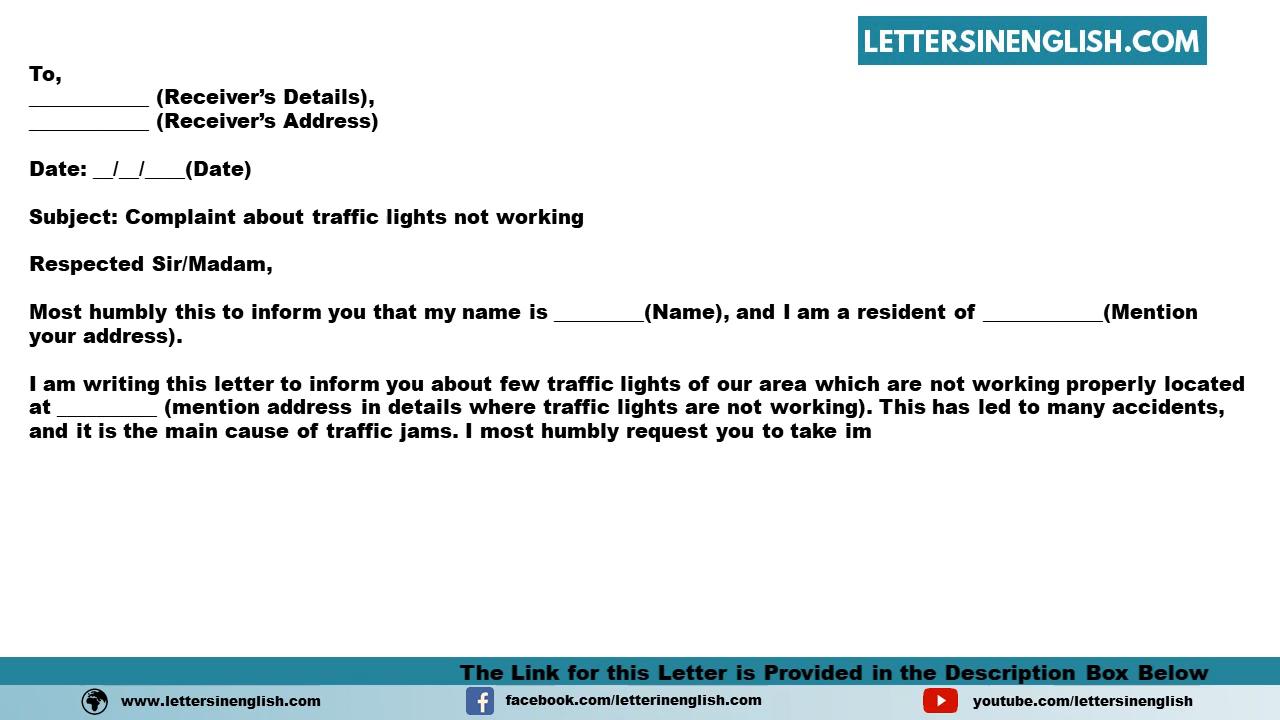 LETTERSINENGLISH.COM
To,
____________ (Receiver's Details),
____________ (Receiver's Address)
Date: __/__/____(Date)
Subject: Complaint about traffic lights not working
Respected Sir/Madam,
Most humbly this to inform you that my name is _________(Name), and I am a resident of ____________(Mention
your address).
I am writing this letter to inform you about few traffic lights of our area which are not working properly located
at __________ (mention address in details where traffic lights are not working). This has led to many accidents,
and it is the main cause of traffic jams. I most humbly request you to take im
The Link for this Letter is Provided in the Description Box Below
www.lettersinenglish.com
facebook.com/letterinenglish.com
youtube.com/lettersinenglish